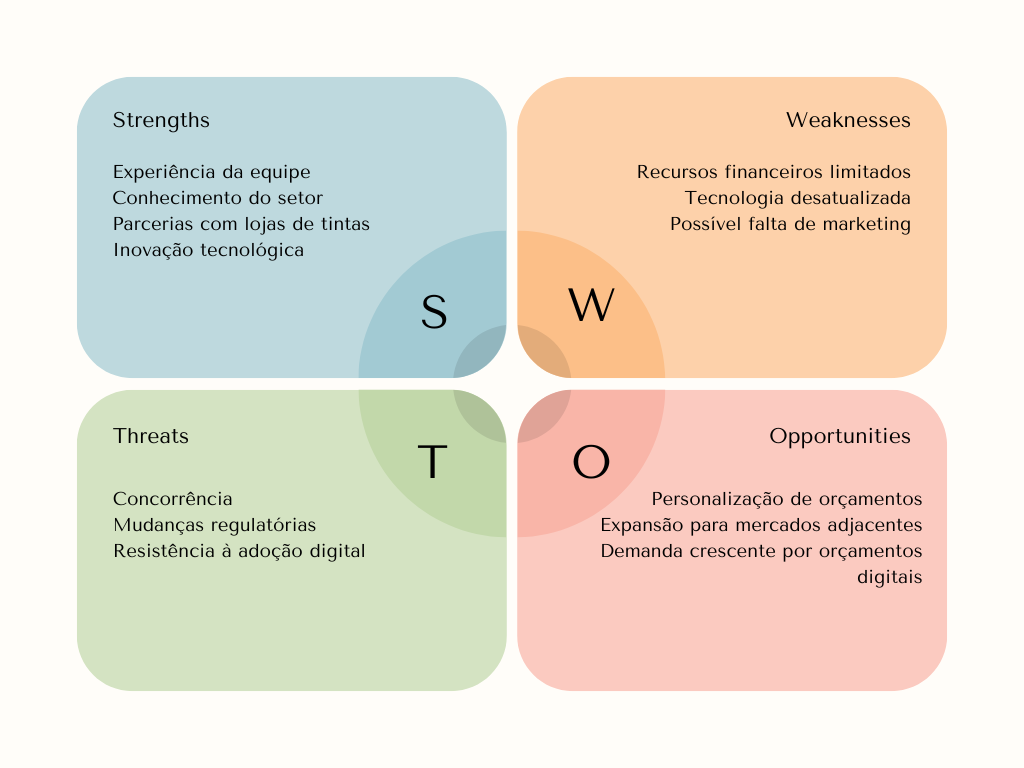 Strengths
Experiência da equipe
Conhecimento do setor
Parcerias com lojas de tintas
Inovação tecnológica
S
Weaknesses
Recursos financeiros limitados
Tecnologia desatualizada
Possível falta de marketing
W
Threats
Concorrência
Mudanças regulatórias
Resistência à adoção digital
T
Opportunities
Personalização de orçamentos
Expansão para mercados adjacentes
Demanda crescente por orçamentos
digitais
O